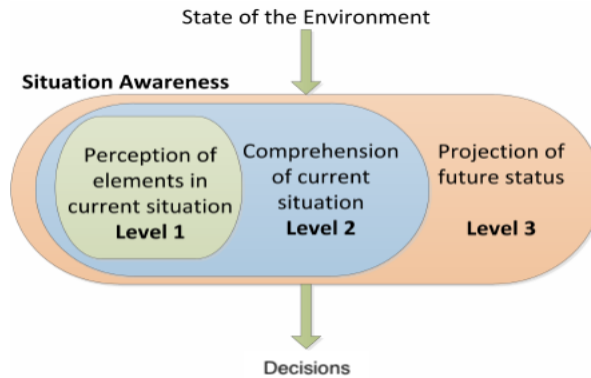 State of the Environment
Situation Awareness
Perception of
elements in
current situation
Level 1
Comprehension
of current
situation
Level 2
Projection of
future status
Level 3
Decisions